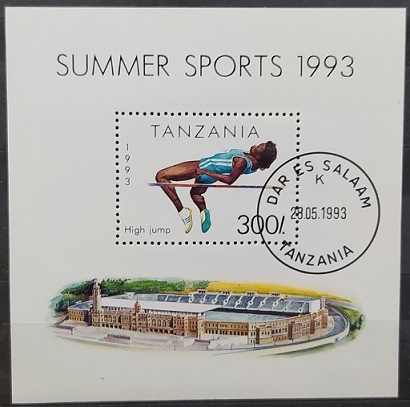 SUMMER SPORTS 1993
TANZANIA
1993
High jump
300/.
DAR ES SALAAM
K
28.05.1993
TANZANIA